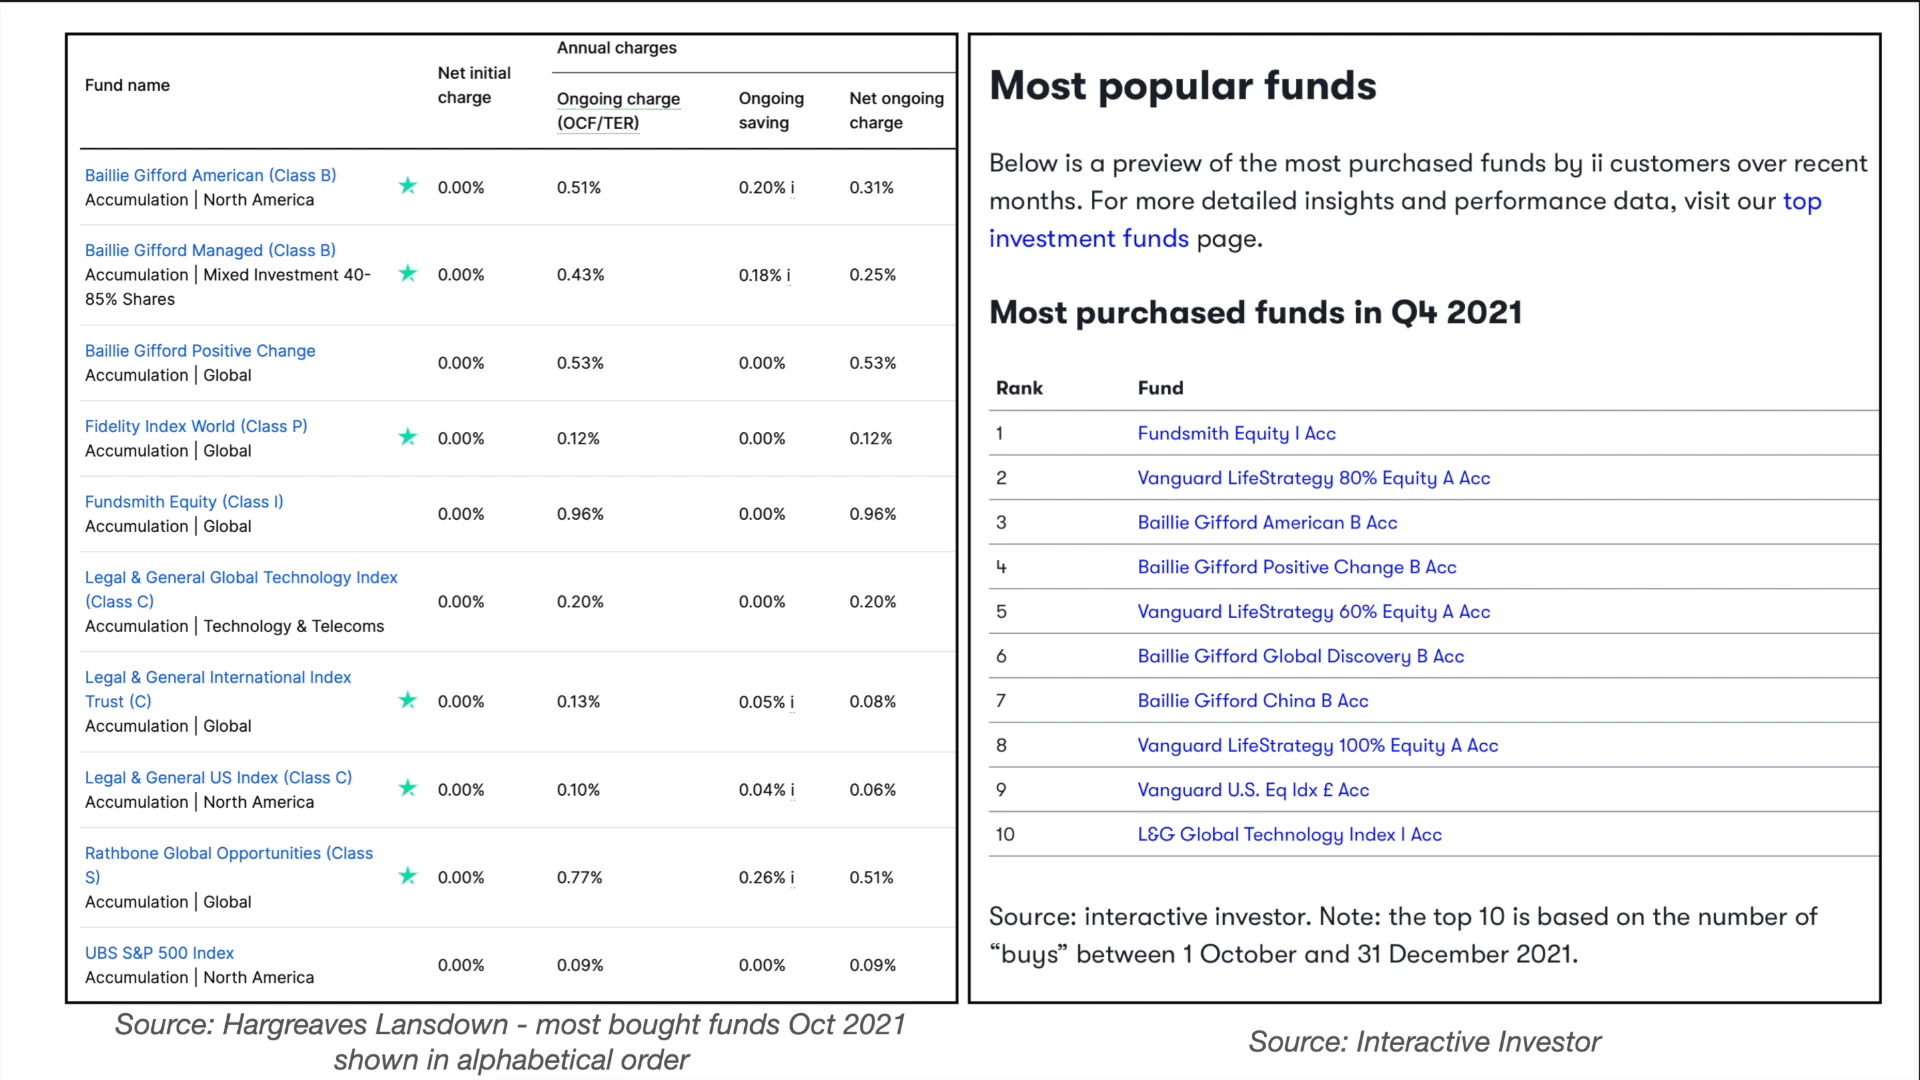 Fund name
Net initial
charge
Annual charges
Ongoing charge
(OCF/TER)
Ongoing
saving
Net ongoing
charge
Baillie Gifford American (Class B)
Accumulation | North America
0.00% 0.51% 0.20% i 0.31%
Baillie Gifford Managed (Class B)
Accumulation | Mixed Investment 40-
85% Shares
0.00% 0.43% 0.18% i 0.25%
Baillie Gifford Positive Change
Accumulation | Global
0.00% 0.53% 0.00% 0.53%
Fidelity Index World (Class P)
Accumulation | Global
0.00% 0.12% 0.00% 0.12%
Fundsmith Equity (Class I)
Accumulation | Global
0.00% 0.96% 0.00% 0.96%
Legal & General Global Technology Index
(Class C)
Accumulation | Technology & Telecoms
0.00% 0.20% 0.00% 0.20%
Legal & General International Index
Trust (C)
Accumulation | Global
0.00% 0.13% 0.05% i 0.08%
Legal & General US Index (Class C)
Accumulation | North America
0.00% 0.10% 0.04% i 0.06%
Rathbone Global Opportunities (Class
S)
Accumulation | Global
0.00% 0.77% 0.26% i 0.51%
UBS S&P 500 Index
Accumulation | North America
0.00% 0.09% 0.00% 0.09%
Source: Hargreaves Lansdown - most bought funds Oct 2021
shown in alphabetical order
Most popular funds
Below is a preview of the most purchased funds by ii customers over recent
months. For more detailed insights and performance data, visit our top
investment funds page.
Most purchased funds in Q4 2021
Rank Fund
1 Fundsmith Equity I Acc
2 Vanguard LifeStrategy 80% Equity A Acc
3 Baillie Gifford American B Acc
4 Baillie Gifford Positive Change B Acc
5 Vanguard LifeStrategy 60% Equity A Acc
6 Baillie Gifford Global Discovery B Acc
7 Baillie Gifford China B Acc
8 Vanguard LifeStrategy 100% Equity A Acc
9 Vanguard U.S. Eq Idx £ Acc
10 L&G Global Technology Index I Acc
Source: interactive investor. Note: the top 10 is based on the number of
“buys” between 1 October and 31 December 2021.
Source: Interactive Investor